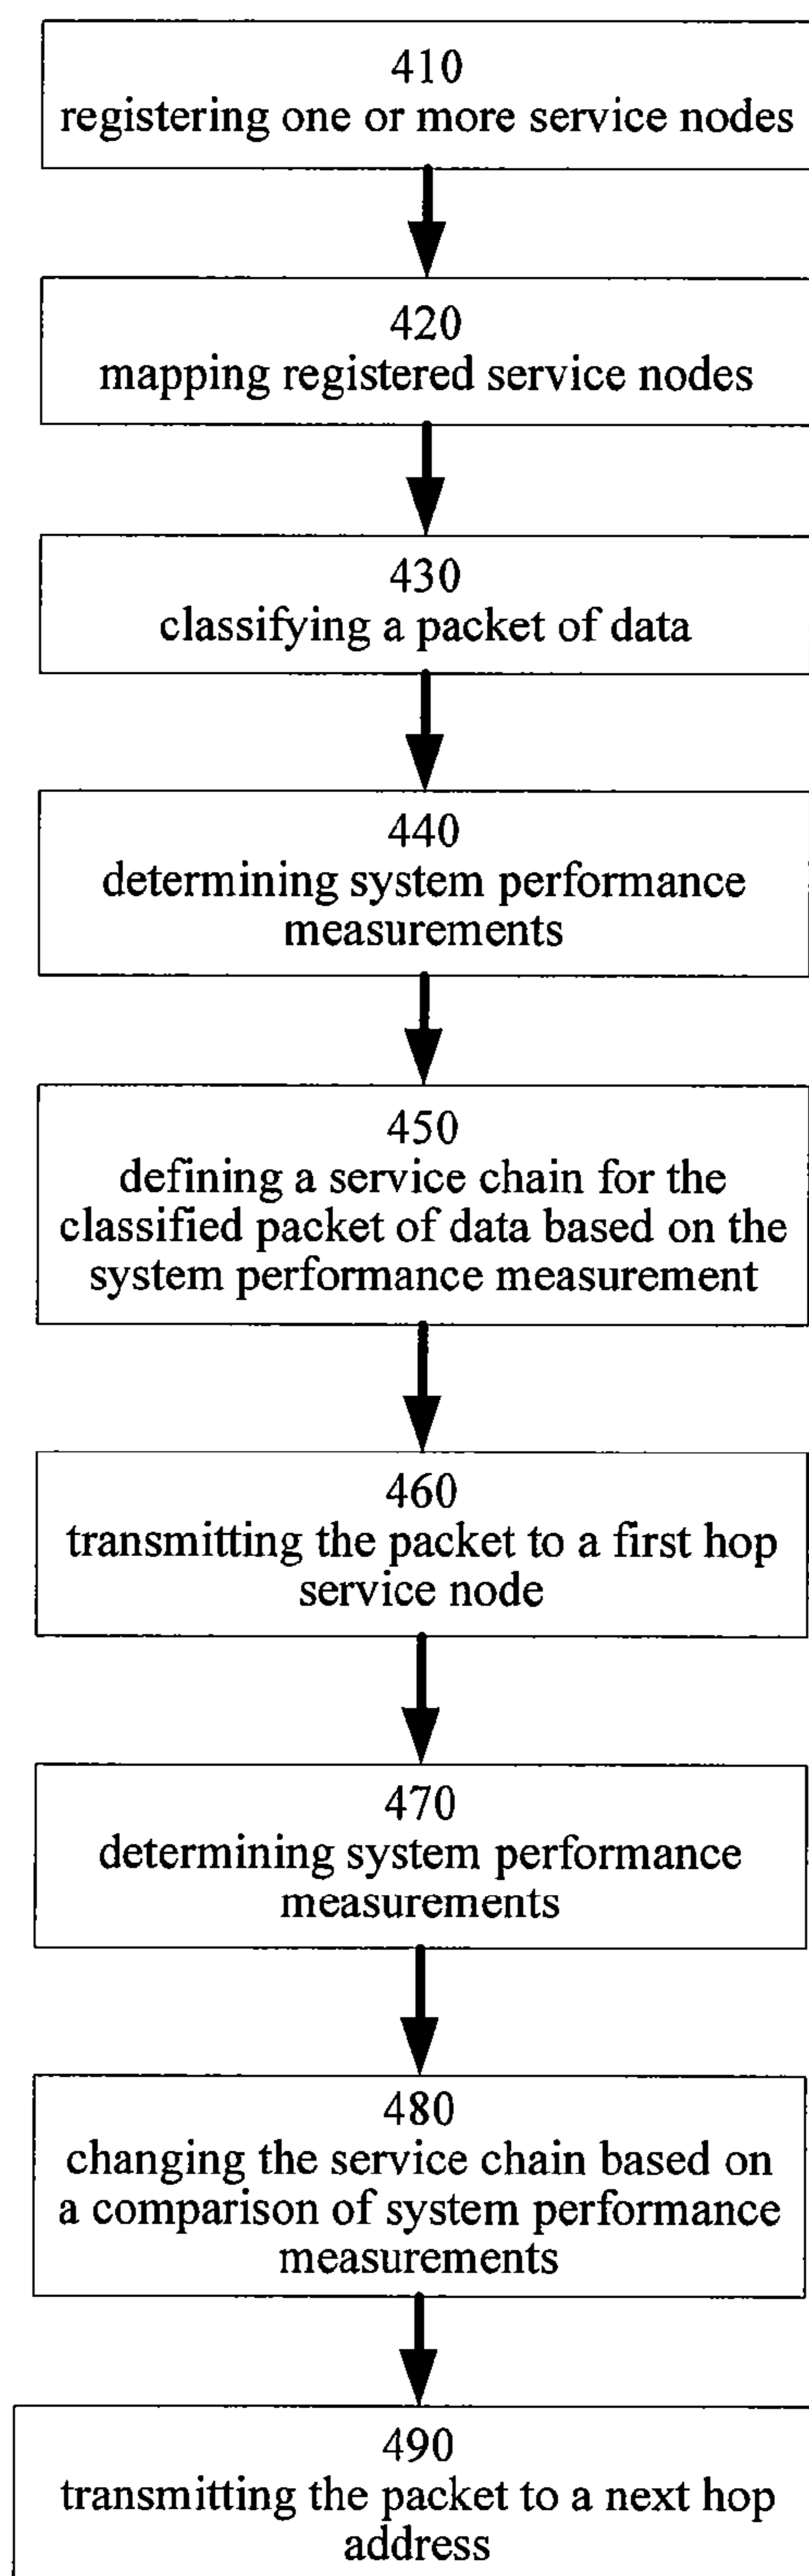 410
registering one or more service nodes
420
mapping registered service nodes
430
classifying a packet of data
440
determining system performance
measurements
450
defining a service chain for the
classified packet of data based on the
system performance measurement
460
transmitting the packet to a first hop
service node
470
determining system performance
measurements
480
changing the service chain based on
a comparison of system performance
measurements
490
transmitting the packet to a next hop
address